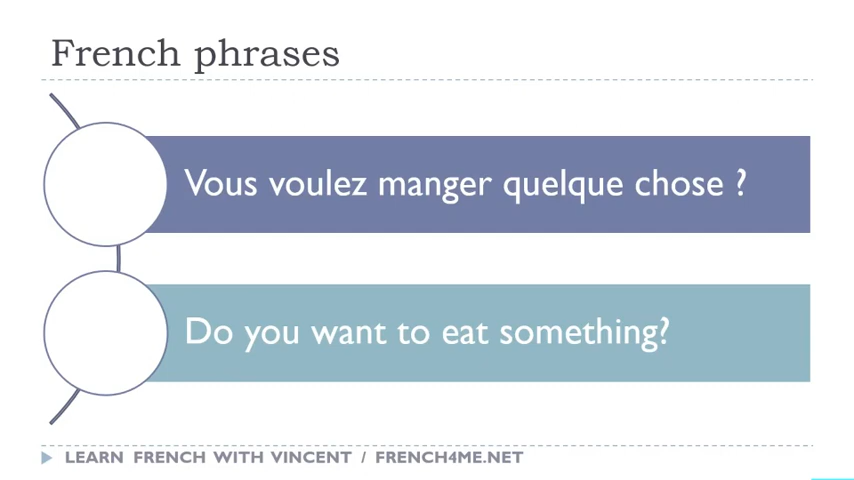 French phrases
Vous voulez manger quelque chose ?
Do you want to eat something?
LEARN FRENCH WITH VINCENT / FRENCH4ME.NET